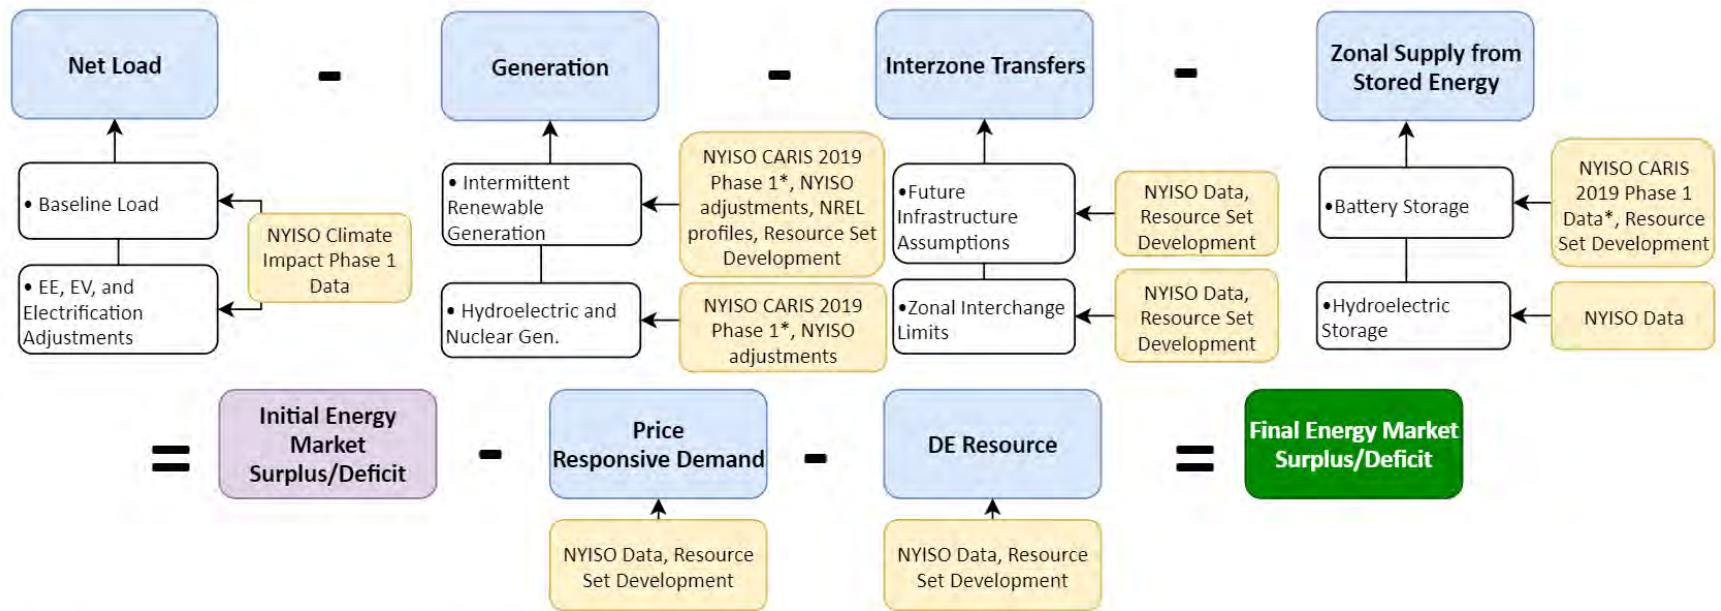 Net Load
-
Generation
-
Interzone Transfers
-
Zonal Supply from
Stored Energy
• Baseline Load
• EE, EV, and
Electrification
Adjustments
NYISO Climate
Impact Phase 1
Data
• Intermittent
Renewable
Generation
• Hydroelectric and
Nuclear Gen.
NYISO CARIS 2019
Phase 1*, NYISO
adjustments, NREL
profiles, Resource Set
Development
NYISO CARIS 2019
Phase 1*, NYISO
adjustments
•Future
Infrastructure
Assumptions
•Zonal Interchange
Limits
NYISO Data,
Resource Set
Development
NYISO Data,
Resource Set
Development
•Battery Storage
•Hydroelectric
Storage
NYISO CARIS
2019 Phase 1
Data*, Resource
Set Development
NYISO Data
=
Initial Energy
Market
Surplus/Deficit
-
Price
Responsive Demand
-
DE Resource
=
Final Energy Market
Surplus/Deficit
NYISO Data, Resource
Set Development
NYISO Data, Resource
Set Development